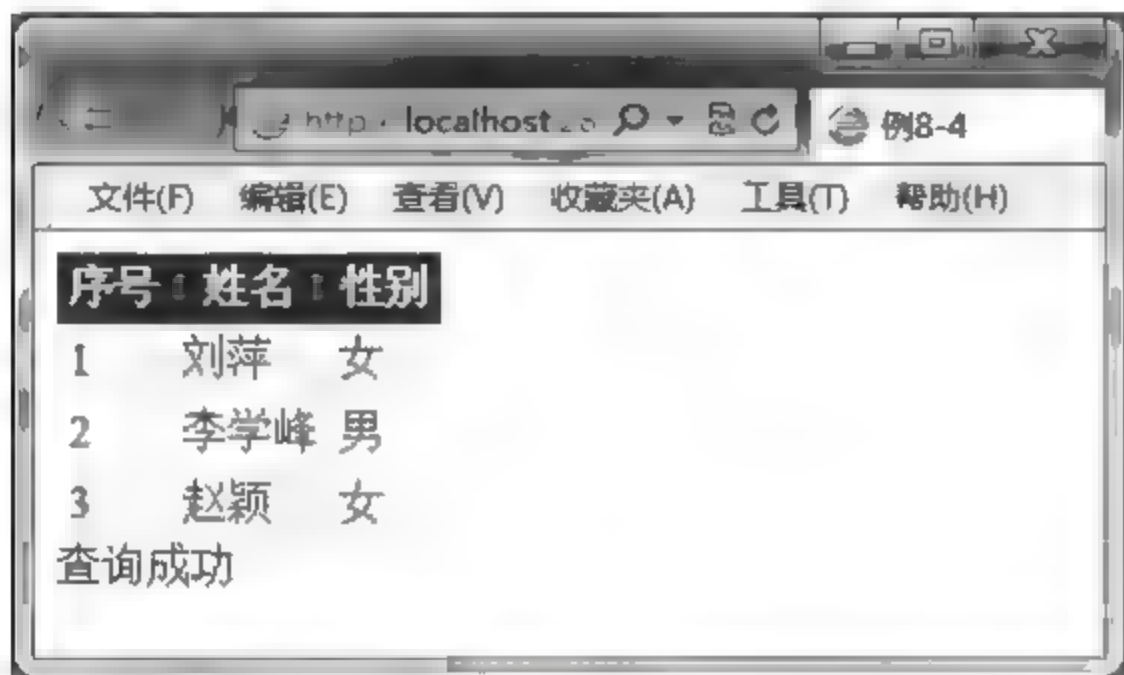 http localhost 例8-4
文件(F) 编辑(E) 查看(V) 收藏夹(A) 工具(T) 帮助(H)
序号 姓名 性别
1 刘萍 女
2 李学峰 男
3 赵颖 女
查询成功